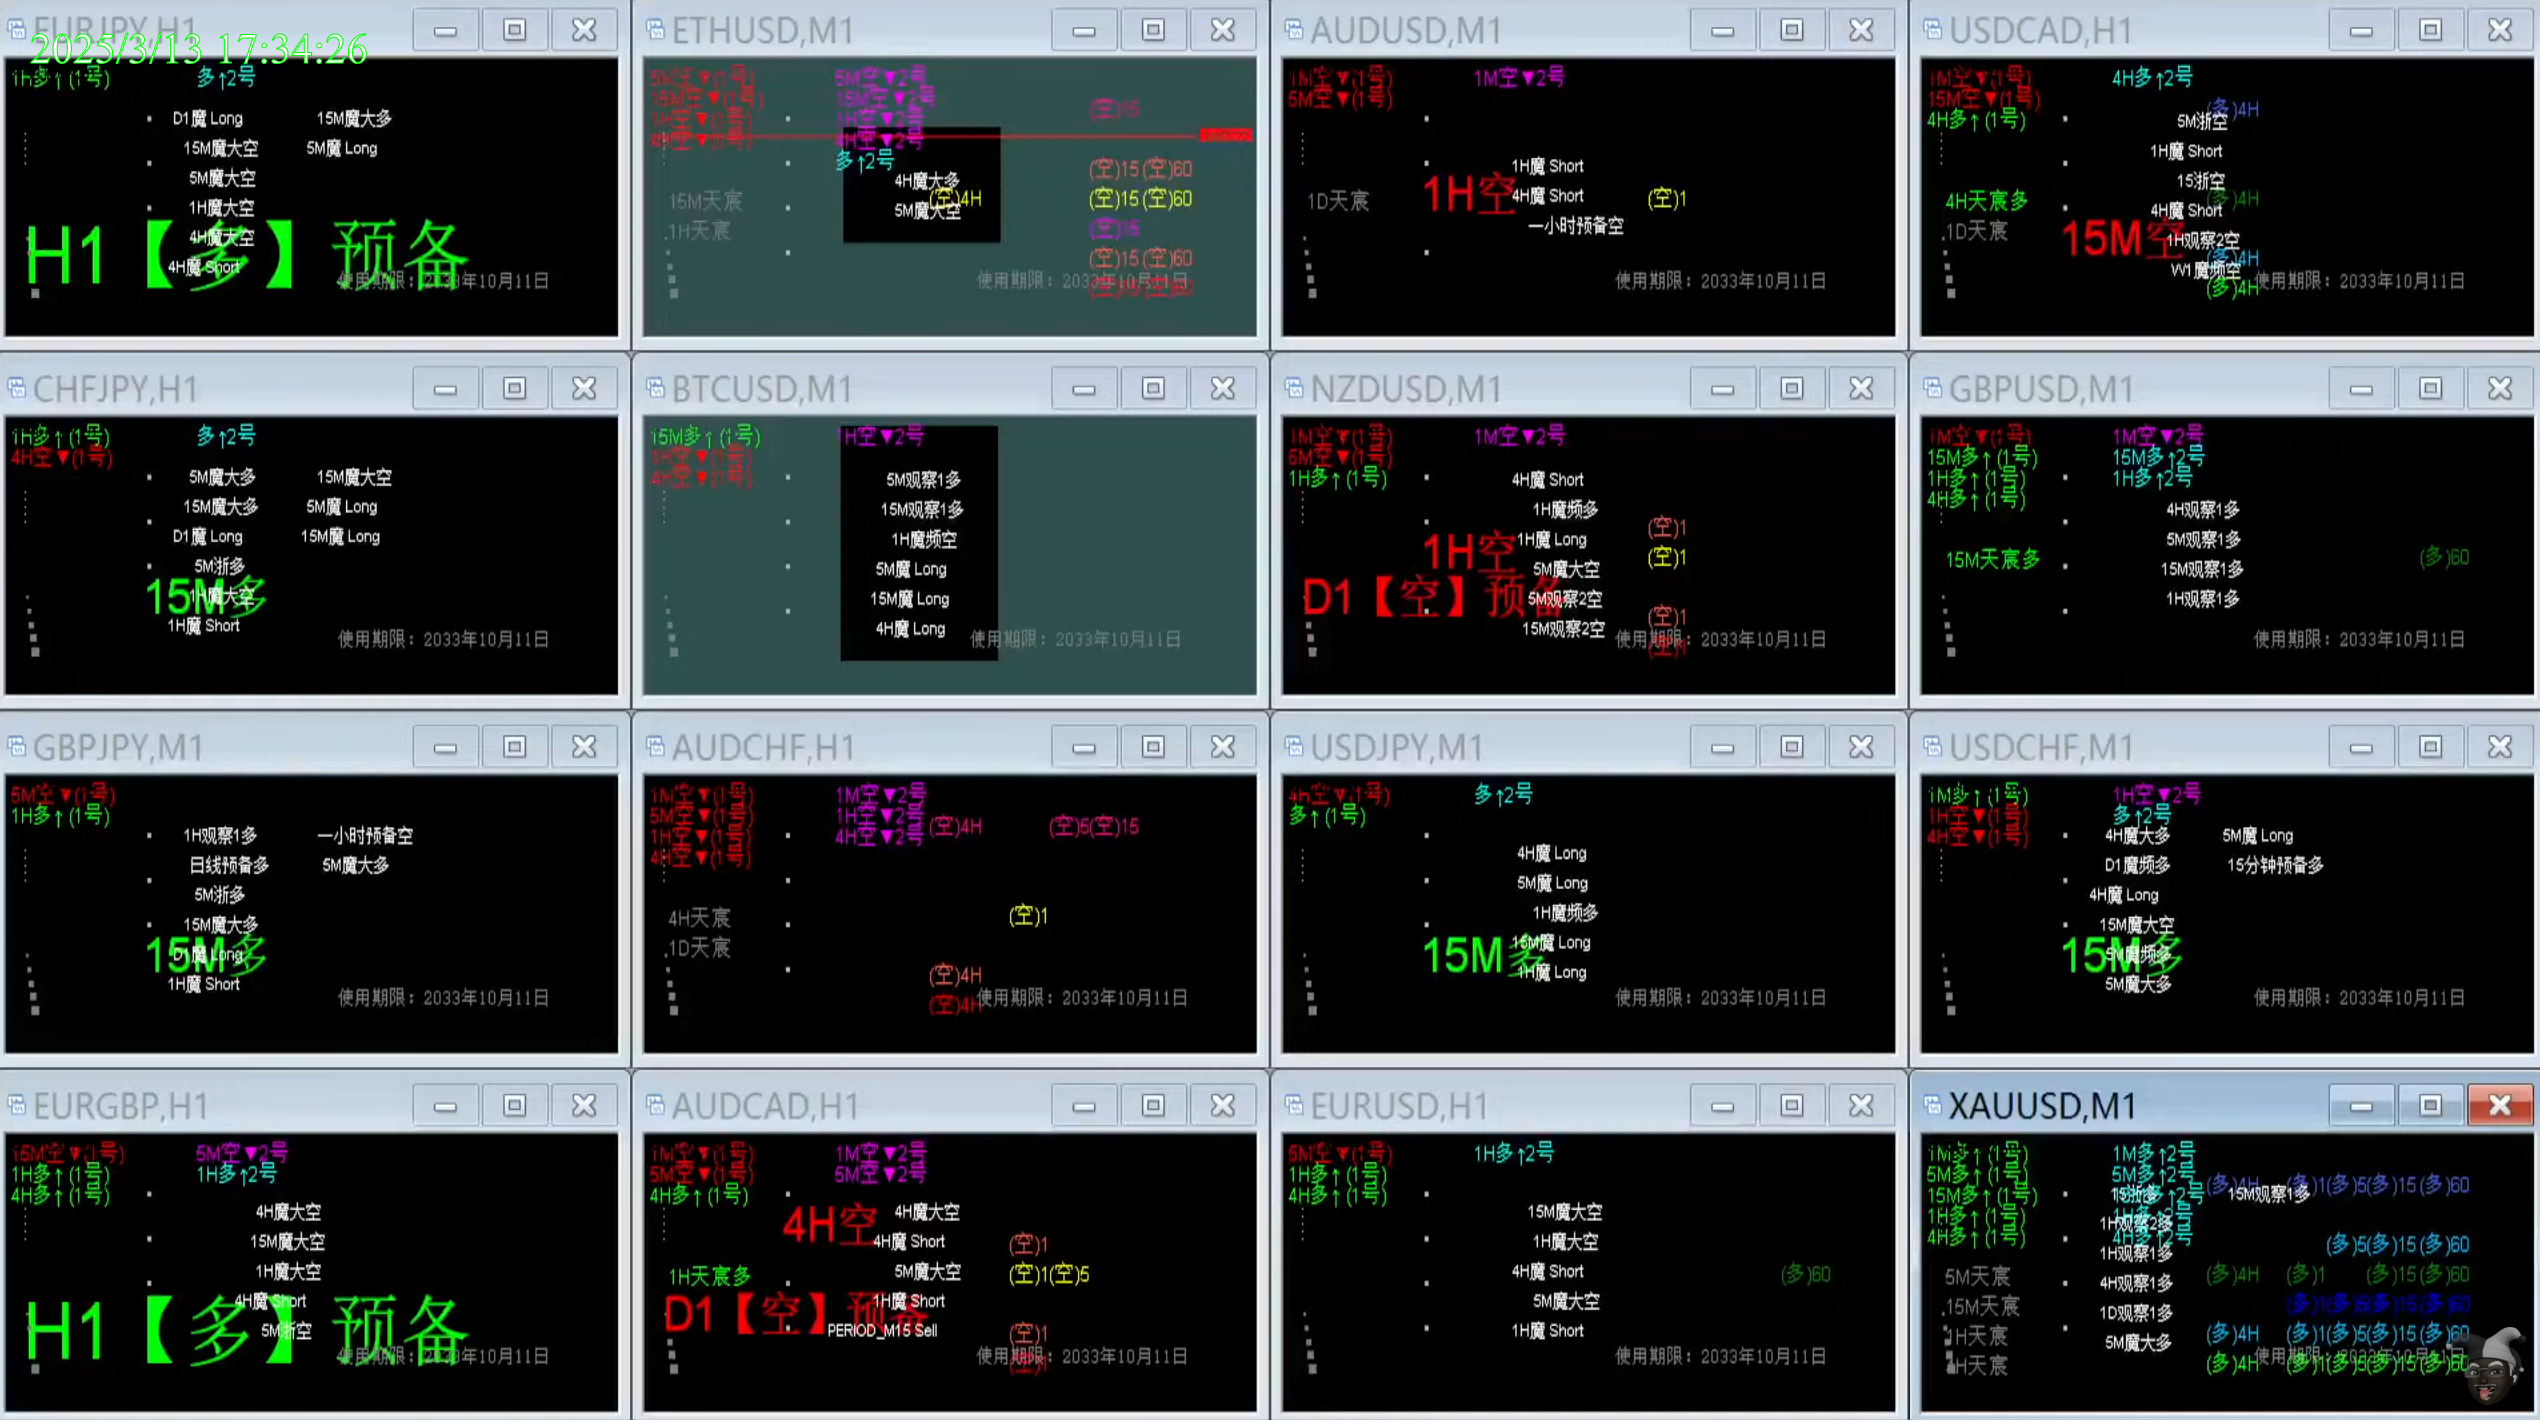 EURJPY,H1
2025/3/13 17:34:26
1H多↑(1号) 多↑2号
D1魔 Long 15M魔大多
15M魔大空 5M魔 Long
5M魔大空
1H魔大空
4H魔大空
H1【多】预备
4H魔 Short
使用期限: 2033年10月11日
ETHUSD,M1
5M空▼(1号) 5M空▼2号
15M空▼(1号) 15M空▼2号
(空)15
1H空▼(1号) 1H空▼2号
4H空▼(1号) 4H空▼2号
多↑2号
(空)15(空)60
4H魔大多
15M天宸 (空)4H (空)15(空)60
5M魔大空
1H天宸 (空)15
(空)15(空)60
使用期限: 2033年10月11日
(空)15(空)60
AUDUSD,M1
1M空▼(1号) 1M空▼2号
5M空▼(1号)
1H魔 Short
1D天宸 1H空 4H魔 Short (空)1
一小时预备空
使用期限: 2033年10月11日
USDCAD,H1
1M空▼(1号) 4H多↑2号
15M空▼(1号)
(多)4H
4H多↑(1号) 5M浙空
1H魔 Short
15浙空
4H天宸多 (多)4H
4H魔 Short
1D天宸 15M空 1H观察2空
(多)4H
W1魔频空
(多)4H
使用期限: 2033年10月11日
CHFJPY,H1
1H多↑(1号) 多↑2号
4H空▼(1号)
5M魔大多 15M魔大空
15M魔大多 5M魔 Long
D1魔 Long 15M魔 Long
5M浙多
15M多
1H魔大空
1H魔 Short
使用期限: 2033年10月11日
BTCUSD,M1
15M多↑(1号) 1H空▼2号
1H空▼(1号)
4H空▼(1号)
5M观察1多
15M观察1多
1H魔频空
5M魔 Long
15M魔 Long
4H魔 Long
使用期限: 2033年10月11日
NZDUSD,M1
1M空▼(1号) 1M空▼2号
5M空▼(1号)
1H多↑(1号)
4H魔 Short
1H魔频多
(空)1
1H空 1H魔 Long
(空)1
5M魔大空
D1【空】预备
5M观察2空
(空)1
15M观察2空
使用期限: 2033年10月11日
(空)1
GBPUSD,M1
1M空▼(1号) 1M空▼2号
15M多↑(1号) 15M多↑2号
1H多↑(1号) 1H多↑2号
4H多↑(1号)
4H观察1多
5M观察1多
15M天宸多 (多)60
15M观察1多
1H观察1多
使用期限: 2033年10月11日
GBPJPY,M1
5M空▼(1号)
1H多↑(1号)
1H观察1多 一小时预备空
日线预备多 5M魔大多
5M浙多
15M魔大多
15M多
D1魔 Long
1H魔 Short
使用期限: 2033年10月11日
AUDCHF,H1
1M空▼(1号) 1M空▼2号
5M空▼(1号) 1H空▼2号
1H空▼(1号) 4H空▼2号
(空)4H (空)5(空)15
4H空▼(1号)
4H天宸 (空)1
1D天宸
(空)4H
(空)4H
使用期限: 2033年10月11日
USDJPY,M1
4H空▼(1号) 多↑2号
多↑(1号)
4H魔 Long
5M魔 Long
1H魔频多
15M多
15M魔 Long
1H魔 Long
使用期限: 2033年10月11日
USDCHF,M1
1M多↑(1号) 1H空▼2号
1H空▼(1号) 多↑2号
4H空▼(1号)
4H魔大多 5M魔 Long
D1魔频多 15分钟预备多
4H魔 Long
15M魔大空
15M多
5M魔频多
5M魔大多
使用期限: 2033年10月11日
EURGBP,H1
15M空▼(1号) 5M空▼2号
1H多↑(1号) 1H多↑2号
4H多↑(1号)
4H魔大空
15M魔大空
1H魔大空
4H魔 Short
H1【多】预备
5M浙空
使用期限: 2033年10月11日
AUDCAD,H1
1M空▼(1号) 1M空▼2号
5M空▼(1号) 5M空▼2号
4H多↑(1号)
4H空 4H魔大空
4H魔 Short (空)1
1H天宸多 5M魔大空 (空)1(空)5
D1【空】预备
1H魔 Short
PERIOD_M15 Sell (空)1
使用期限: 2033年10月11日
(空)1
EURUSD,H1
5M空▼(1号) 1H多↑2号
1H多↑(1号)
4H多↑(1号)
15M魔大空
1H魔大空
4H魔 Short (多)60
5M魔大空
1H魔 Short
使用期限: 2033年10月11日
XAUUSD,M1
1M多↑(1号) 1M多↑2号
5M多↑(1号) 5M多↑2号
(多)4H (多)1(多)5(多)15(多)60
15M多↑(1号) 15M观察1多
1H多↑(1号)
1H观察2多
4H多↑(1号) 4H多↑2号
1H观察1多 (多)5(多)15(多)60
5M天宸 4H观察1多 (多)4H (多)1 (多)15(多)60
15M天宸 1D观察1多 (多)1(多)5(多)15(多)60
1H天宸 5M魔大多 (多)4H (多)1(多)5(多)15(多)60
4H天宸 (多)4H (多)1(多)5(多)15(多)60